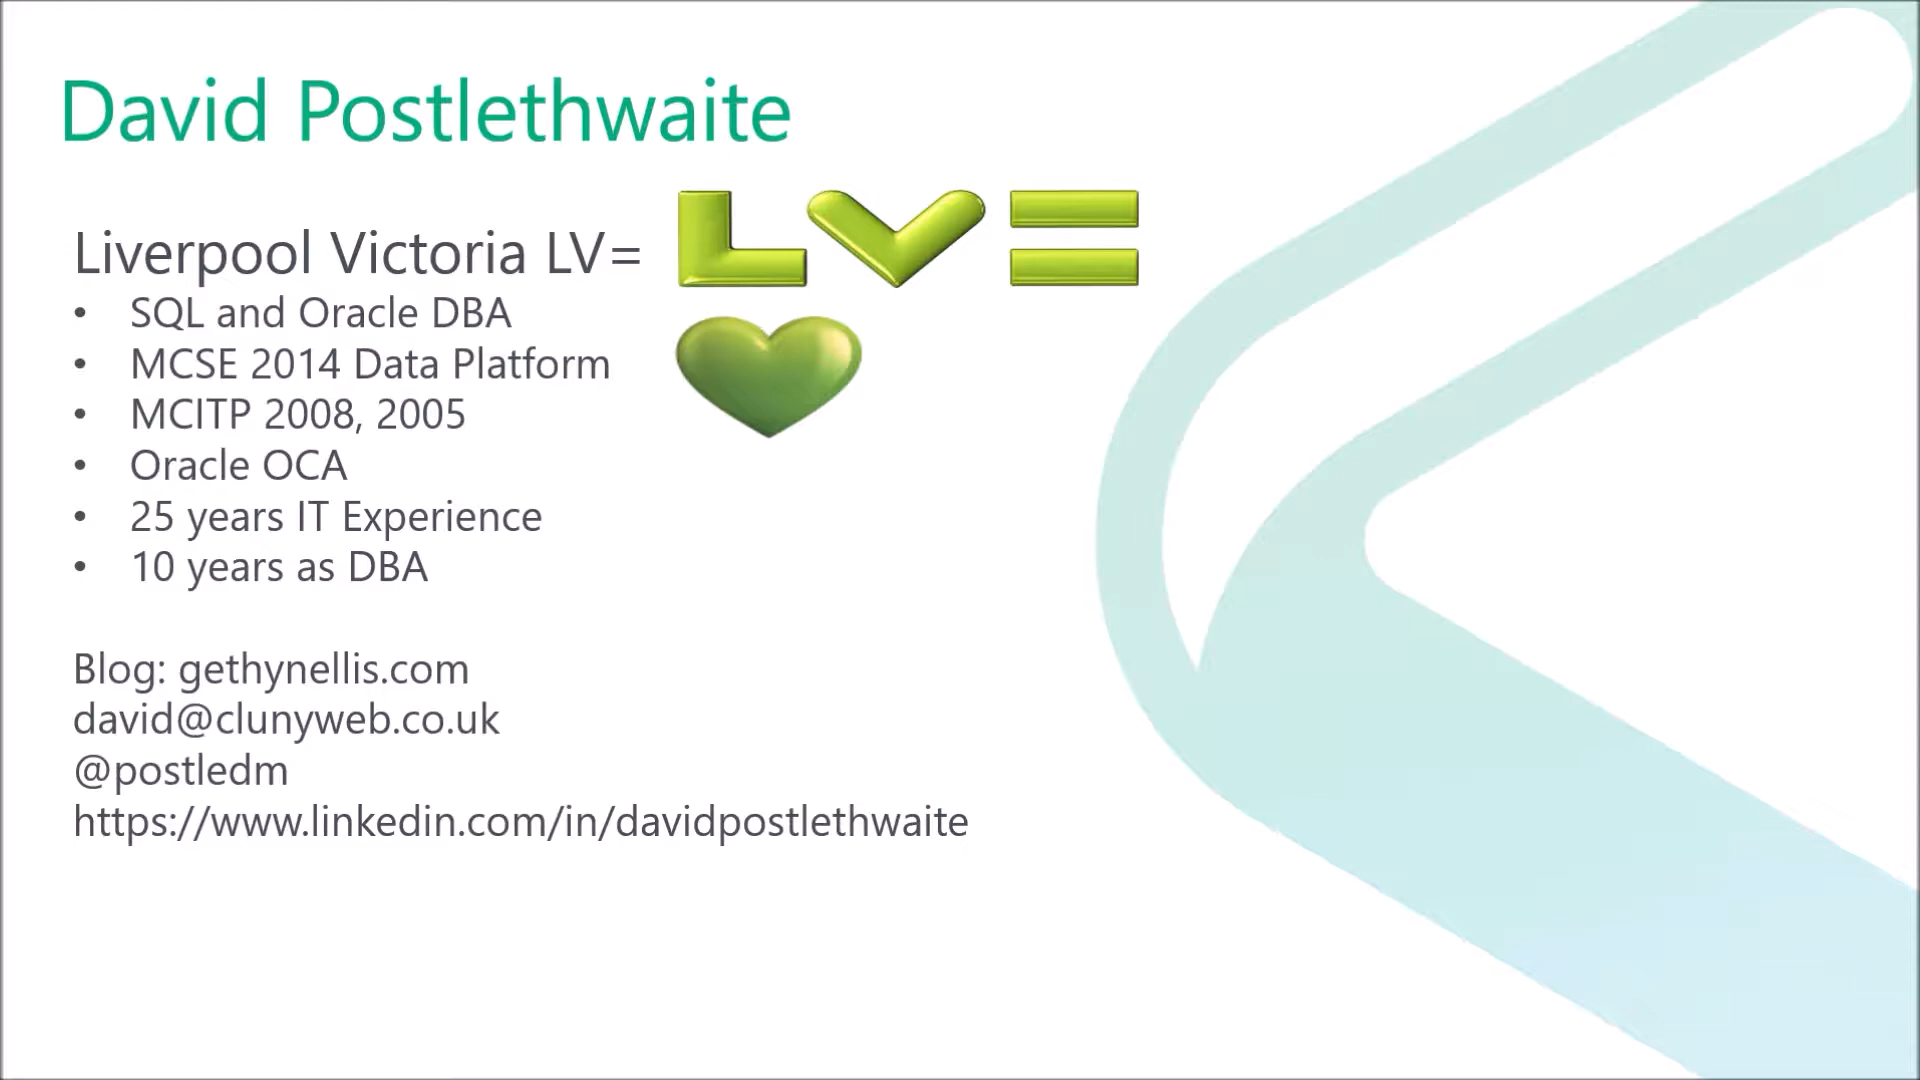 David Postlethwaite
Liverpool Victoria LV=
LV=
• SQL and Oracle DBA
• MCSE 2014 Data Platform
• MCITP 2008, 2005
• Oracle OCA
• 25 years IT Experience
• 10 years as DBA
Blog: gethynellis.com
david@clunyweb.co.uk
@postledm
https://www.linkedin.com/in/davidpostlethwaite